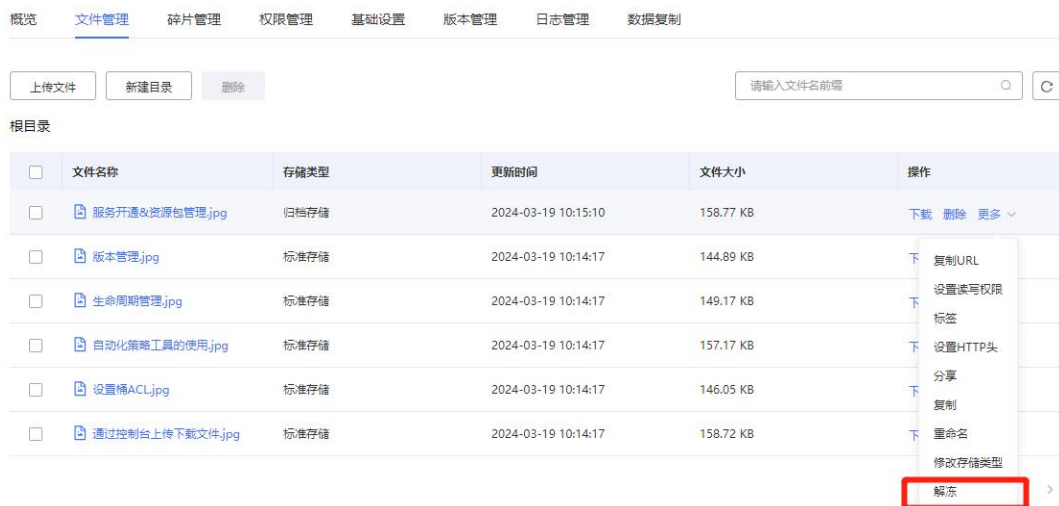 概览 文件管理 碎片管理 权限管理 基础设置 版本管理 日志管理 数据复制
上传文件 新建目录 删除 请输入文件名前缀
根目录
文件名称 存储类型 更新时间 文件大小 操作
服务开通&资源包管理.jpg 归档存储 2024-03-19 10:15:10 158.77 KB 下载 删除 更多
版本管理.jpg 标准存储 2024-03-19 10:14:17 144.89 KB 下
生命周期管理.jpg 标准存储 2024-03-19 10:14:17 149.17 KB 下
自动化策略工具的使用.jpg 标准存储 2024-03-19 10:14:17 157.17 KB 下
设置桶ACL.jpg 标准存储 2024-03-19 10:14:17 146.05 KB 下
通过控制台上传下载文件.jpg 标准存储 2024-03-19 10:14:17 158.72 KB 下
复制URL
设置读写权限
标签
设置HTTP头
分享
复制
重命名
修改存储类型
解冻